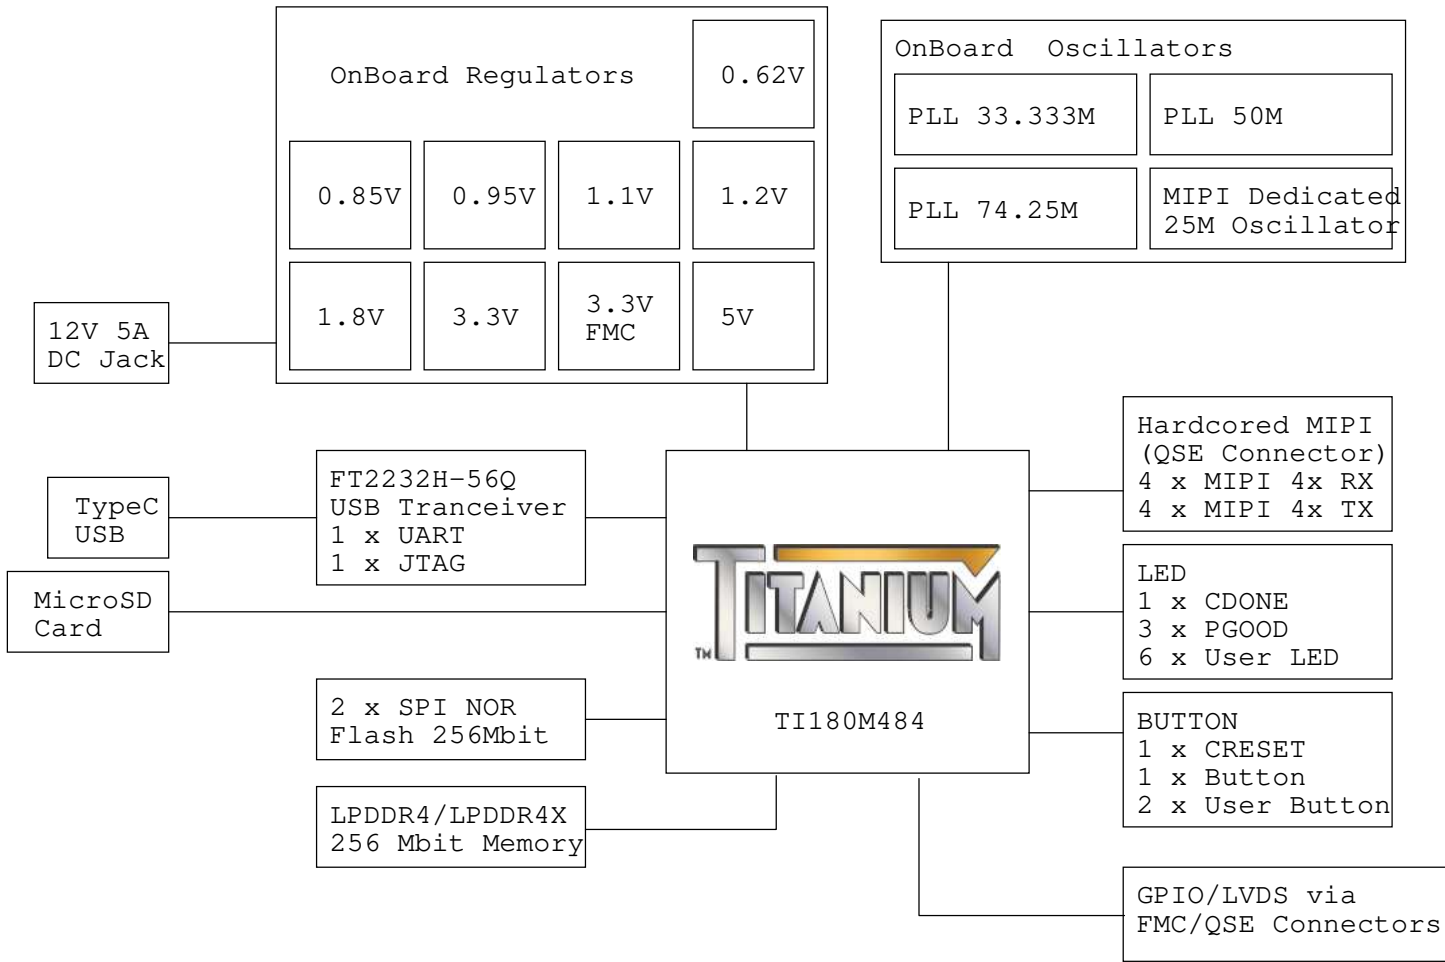 OnBoard Regulators
0.62V
0.85V
0.95V
1.1V
1.2V
1.8V
3.3V
3.3V
FMC
5V
OnBoard Oscillators
PLL 33.333M
PLL 50M
PLL 74.25M
MIPI Dedicated
25M Oscillator
12V 5A
DC Jack
TypeC
USB
FT2232H-56Q
USB Tranceiver
1 x UART
1 x JTAG
MicroSD
Card
2 x SPI NOR
Flash 256Mbit
LPDDR4/LPDDR4X
256 Mbit Memory
TITANIUM
TM
TI180M484
Hardcored MIPI
(QSE Connector)
4 x MIPI 4x RX
4 x MIPI 4x TX
LED
1 x CDONE
3 x PGOOD
6 x User LED
BUTTON
1 x CRESET
1 x Button
2 x User Button
GPIO/LVDS via
FMC/QSE Connectors